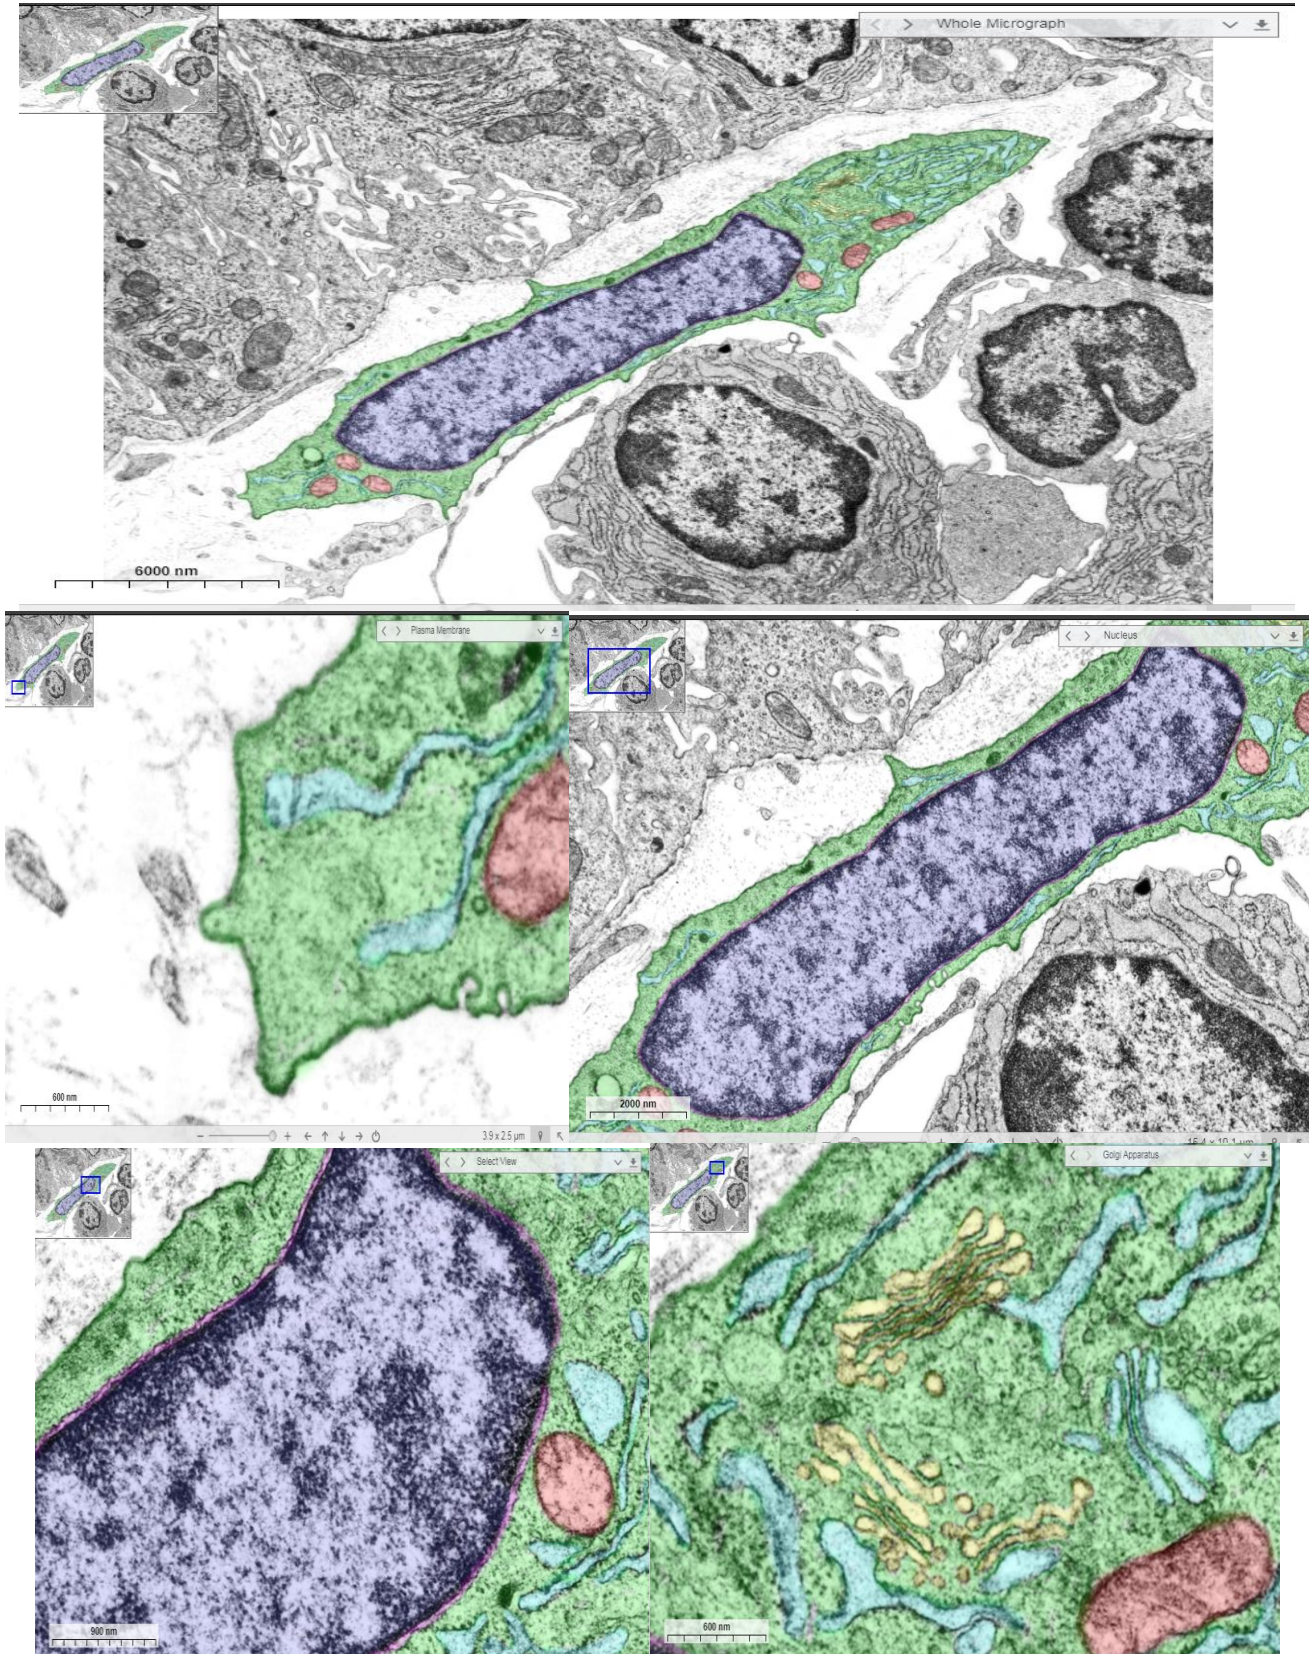 Whole Micrograph
6000 nm
Plasma Membrane
600 nm
3.9 x 2.5 µm
Nucleus
2000 nm
Select View
900 nm
Golgi Apparatus
600 nm